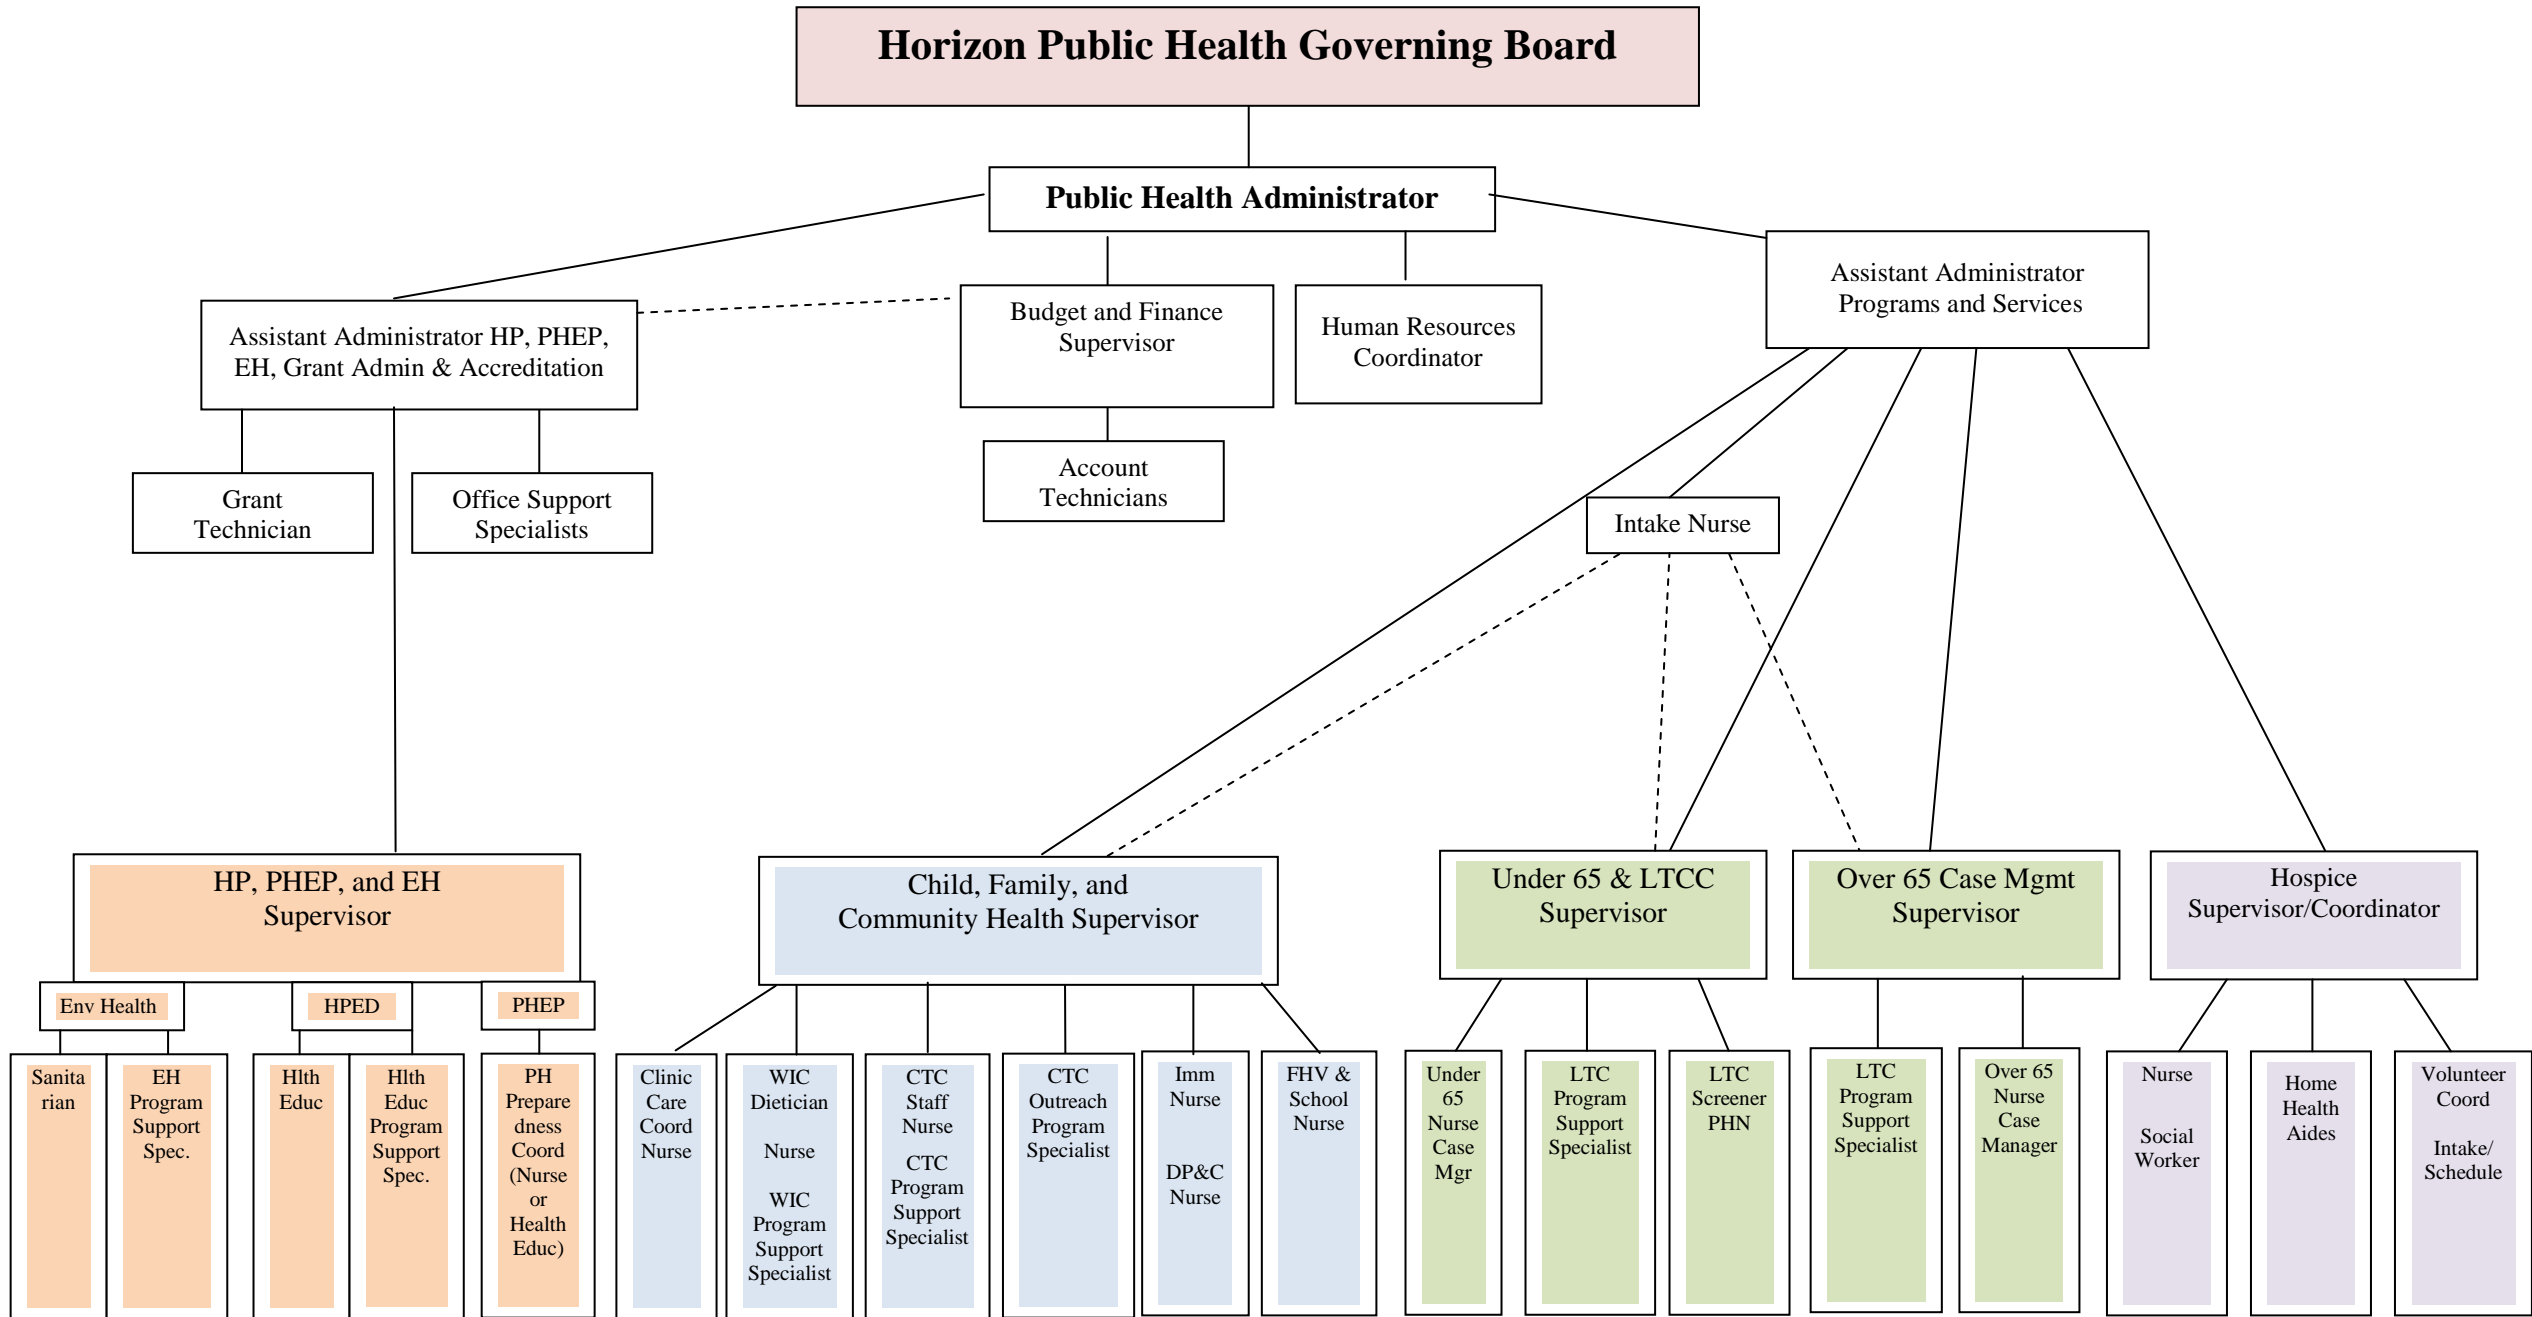 Horizon Public Health Governing Board
Public Health Administrator
Assistant Administrator HP, PHEP,
EH, Grant Admin & Accreditation
Budget and Finance
Supervisor
Human Resources
Coordinator
Assistant Administrator
Programs and Services
Grant
Technician
Office Support
Specialists
Account
Technicians
Intake Nurse
HP, PHEP, and EH
Supervisor
Child, Family, and
Community Health Supervisor
Under 65 & LTCC
Supervisor
Over 65 Case Mgmt
Supervisor
Hospice
Supervisor/Coordinator
Env Health
HPED
PHEP
Sanita
rian
EH
Program
Support
Spec.
Hlth
Educ
Hlth
Educ
Program
Support
Spec.
PH
Prepare
dness
Coord
(Nurse
or
Health
Educ)
Clinic
Care
Coord
Nurse
WIC
Dietician
Nurse
WIC
Program
Support
Specialist
CTC
Staff
Nurse
CTC
Program
Support
Specialist
CTC
Outreach
Program
Specialist
Imm
Nurse
DP&C
Nurse
FHV &
School
Nurse
Under
65
Nurse
Case
Mgr
LTC
Program
Support
Specialist
LTC
Screener
PHN
LTC
Program
Support
Specialist
Over 65
Nurse
Case
Manager
Nurse
Social
Worker
Home
Health
Aides
Volunteer
Coord
Intake/
Schedule